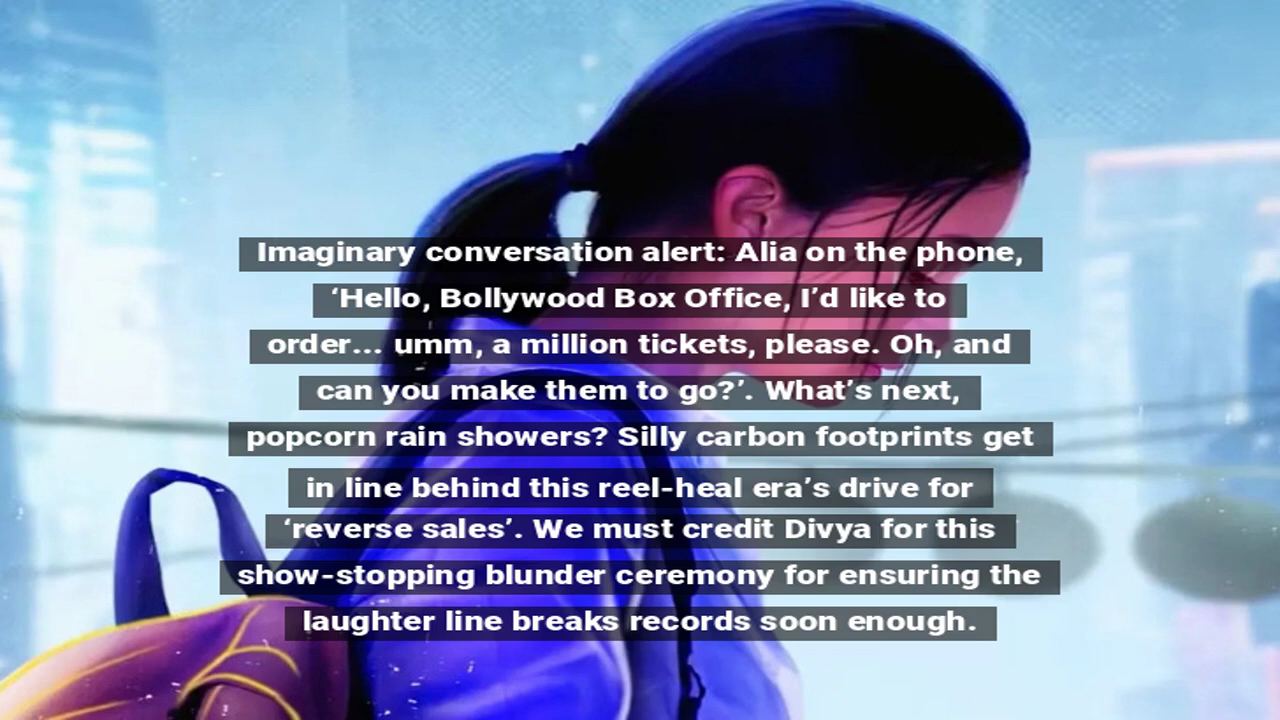 Imaginary conversation alert: Alia on the phone,
‘Hello, Bollywood Box Office, I’d like to
order... umm, a million tickets, please. Oh, and
can you make them to go?’. What’s next,
popcorn rain showers? Silly carbon footprints get
in line behind this reel-heal era’s drive for
‘reverse sales’. We must credit Divya for this
show-stopping blunder ceremony for ensuring the
laughter line breaks records soon enough.